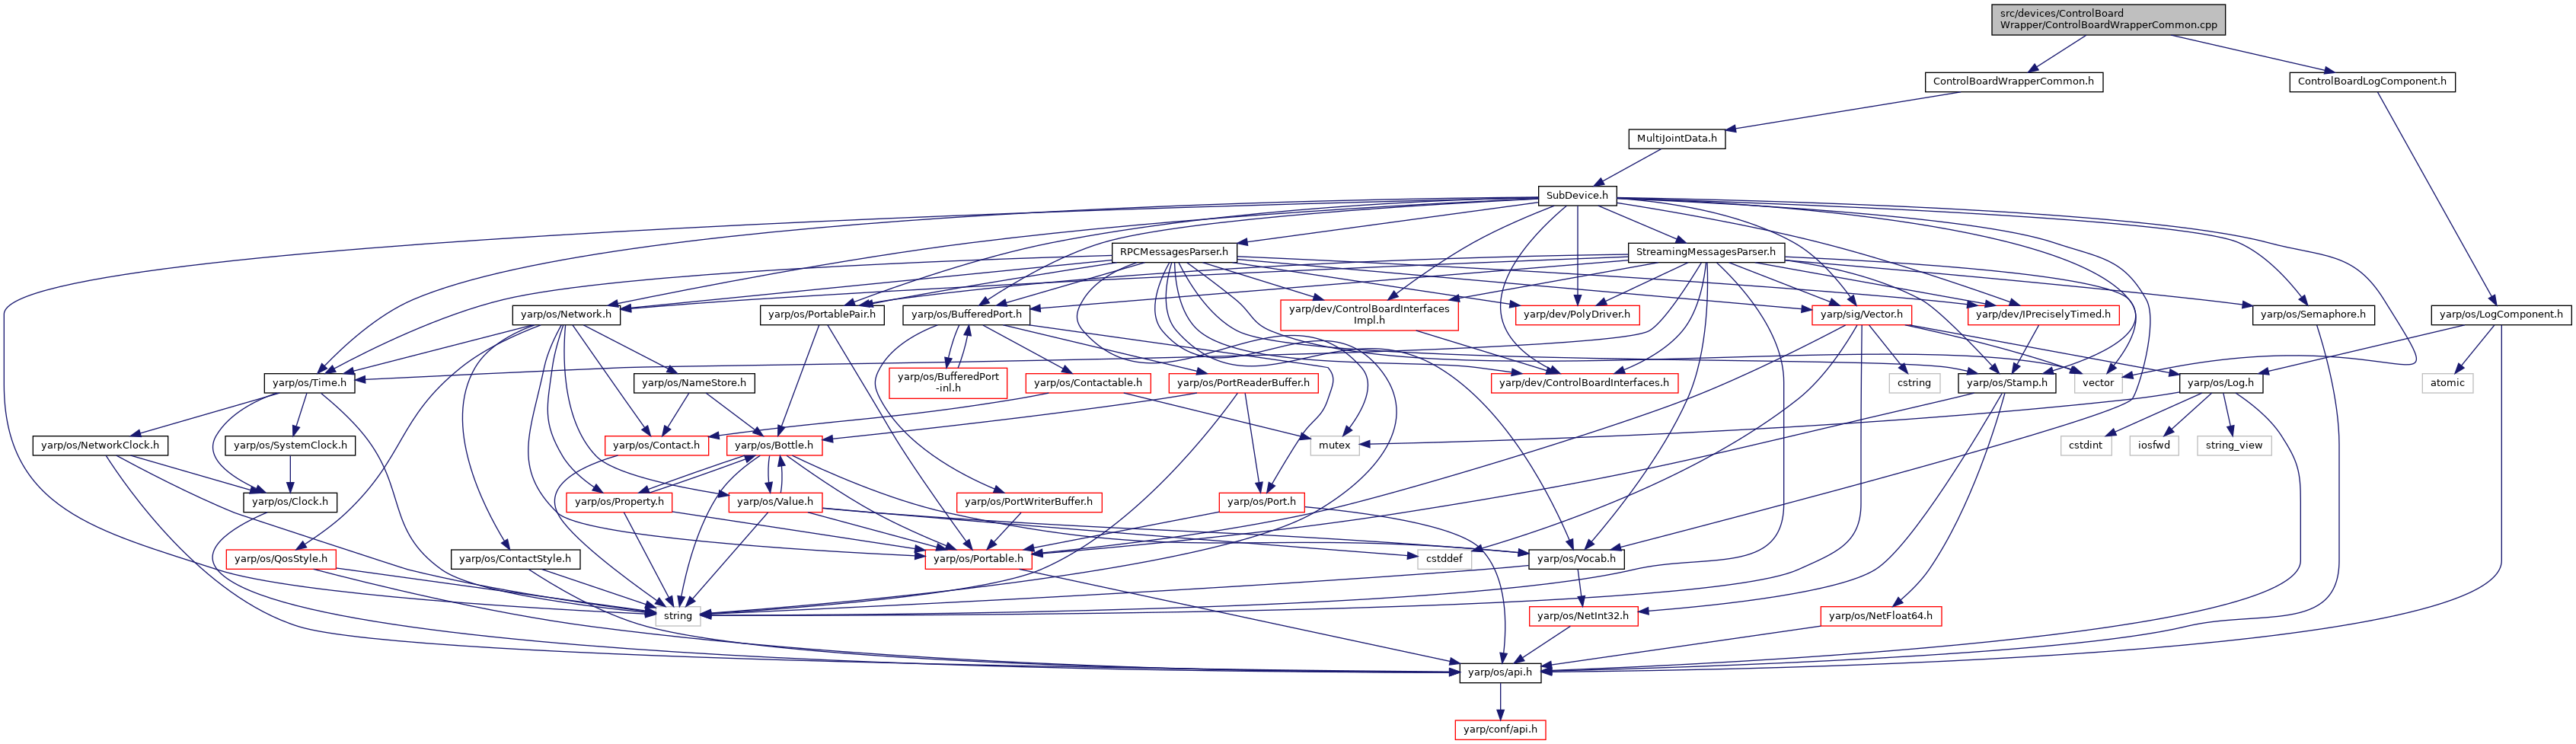 src/devices/ControlBoard
Wrapper/ControlBoardWrapperCommon.cpp
ControlBoardWrapperCommon.h
ControlBoardLogComponent.h
MultiJointData.h
SubDevice.h
RPCMessagesParser.h
StreamingMessagesParser.h
yarp/os/Network.h
yarp/os/PortablePair.h
yarp/os/BufferedPort.h
yarp/dev/ControlBoardInterfaces
Impl.h
yarp/dev/PolyDriver.h
yarp/sig/Vector.h
yarp/dev/IPreciselyTimed.h
yarp/os/Semaphore.h
yarp/os/LogComponent.h
yarp/os/Time.h
yarp/os/NameStore.h
yarp/os/BufferedPort
-inl.h
yarp/os/Contactable.h
yarp/os/PortReaderBuffer.h
yarp/dev/ControlBoardInterfaces.h
cstring
yarp/os/Stamp.h
vector
yarp/os/Log.h
atomic
yarp/os/NetworkClock.h
yarp/os/SystemClock.h
yarp/os/Contact.h
yarp/os/Bottle.h
mutex
cstdint
iosfwd
string_view
yarp/os/Clock.h
yarp/os/Property.h
yarp/os/Value.h
yarp/os/PortWriterBuffer.h
yarp/os/Port.h
yarp/os/QosStyle.h
yarp/os/ContactStyle.h
yarp/os/Portable.h
cstddef
yarp/os/Vocab.h
string
yarp/os/NetInt32.h
yarp/os/NetFloat64.h
yarp/os/api.h
yarp/conf/api.h